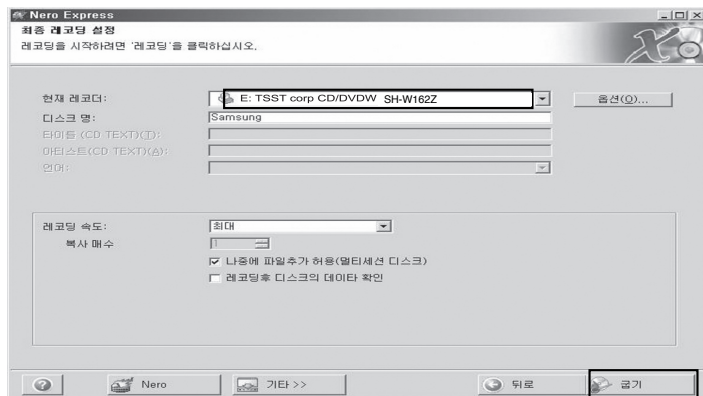 Nero Express
최종 레코딩 설정
레코딩을 시작하려면 '레코딩'을 클릭하십시오.
현재 레코더:
E: TSST corp CD/DVDW SH-W162Z
옵션(O)...
디스크 명:
Samsung
타이틀 (CD TEXT)(T):
아티스트(CD TEXT)(A):
언어:
레코딩 속도:
최대
복사 매수
1
나중에 파일추가 허용(멀티세션 디스크)
레코딩후 디스크의 데이타 확인
Nero
기타 >>
뒤로
굽기